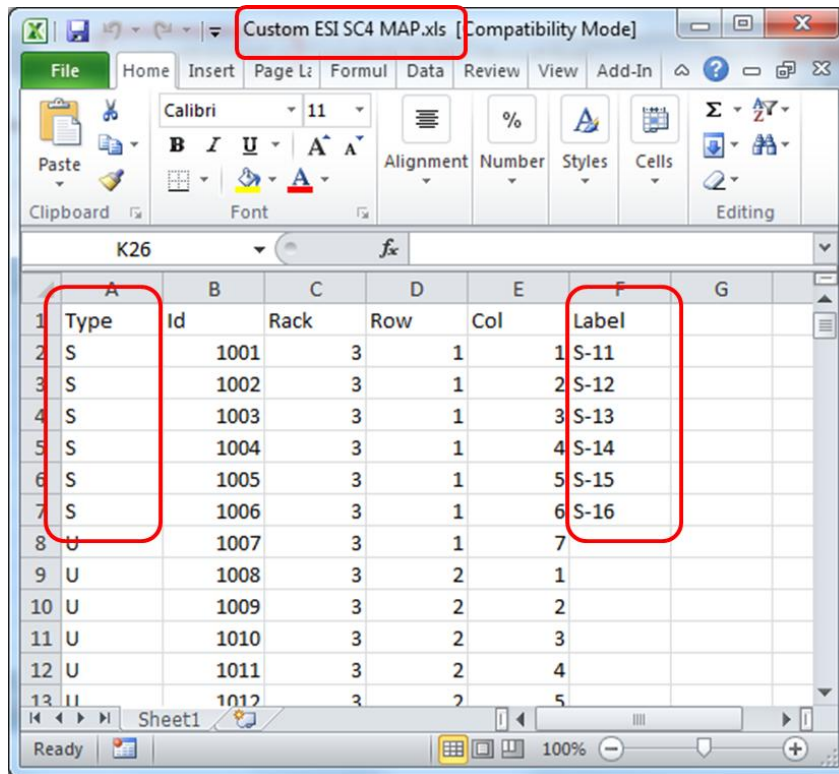 Custom ESI SC4 MAP.xls [Compatibility Mode]
File Home Insert Page La Formul Data Review View Add-In
Calibri 11
B I U A A
Paste Alignment Number Styles Cells
Clipboard Font Editing
K26 fx
A B C D E F G
1 Type Id Rack Row Col Label
2 S 1001 3 1 1 S-11
3 S 1002 3 1 2 S-12
4 S 1003 3 1 3 S-13
5 S 1004 3 1 4 S-14
6 S 1005 3 1 5 S-15
7 S 1006 3 1 6 S-16
8 U 1007 3 1 7
9 U 1008 3 2 1
10 U 1009 3 2 2
11 U 1010 3 2 3
12 U 1011 3 2 4
13 U 1012 3 2 5
Sheet1
Ready 100%